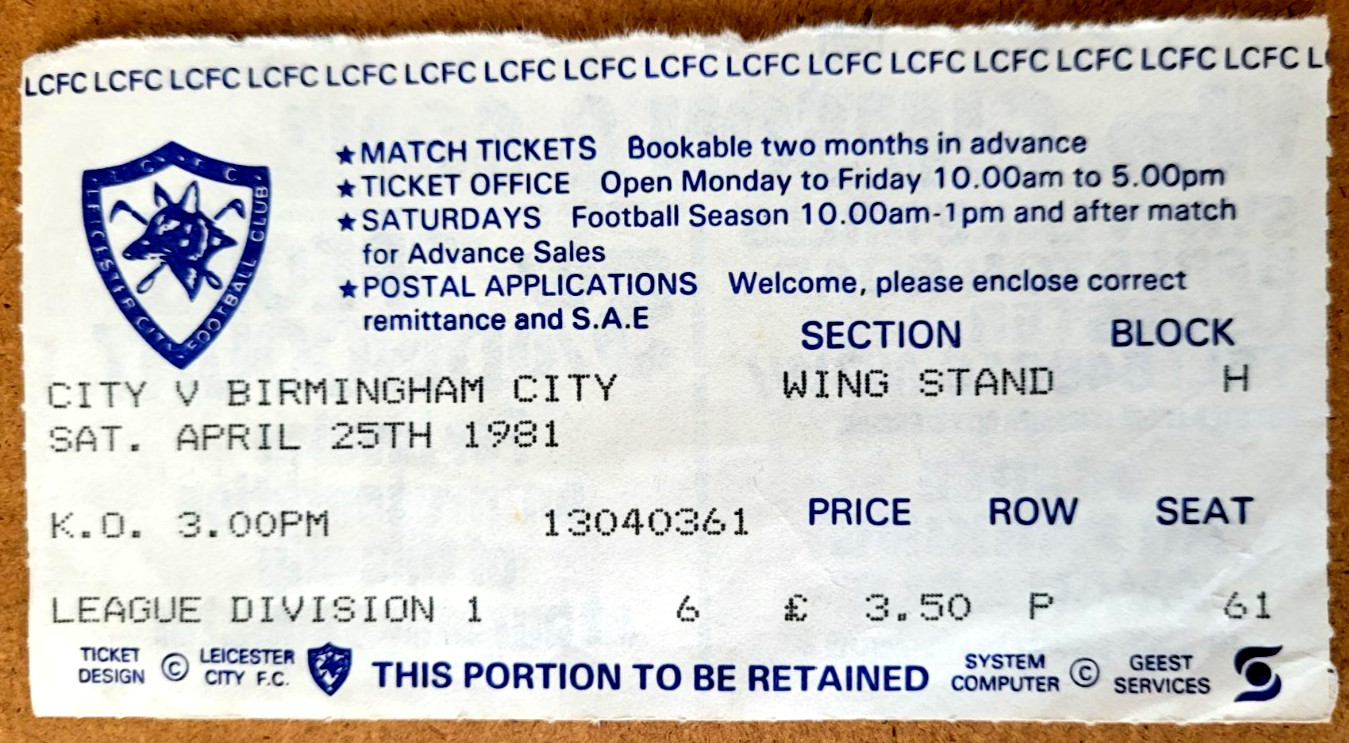 LCFC LCFC LCFC LCFC LCFC LCFC LCFC LCFC LCFC LCFC LCFC LCFC LCFC LCFC LCFC LCFC L
L C F C
LEICESTER CITY FOOTBALL CLUB
★MATCH TICKETS Bookable two months in advance
★TICKET OFFICE Open Monday to Friday 10.00am to 5.00pm
★SATURDAYS Football Season 10.00am-1pm and after match
for Advance Sales
★POSTAL APPLICATIONS Welcome, please enclose correct
remittance and S.A.E
SECTION BLOCK
CITY V BIRMINGHAM CITY WING STAND H
SAT. APRIL 25TH 1981
PRICE ROW SEAT
K.O. 3.00PM 13040361
LEAGUE DIVISION 1 6 £ 3.50 P 61
TICKET DESIGN © LEICESTER CITY F.C. THIS PORTION TO BE RETAINED SYSTEM COMPUTER © GEEST SERVICES